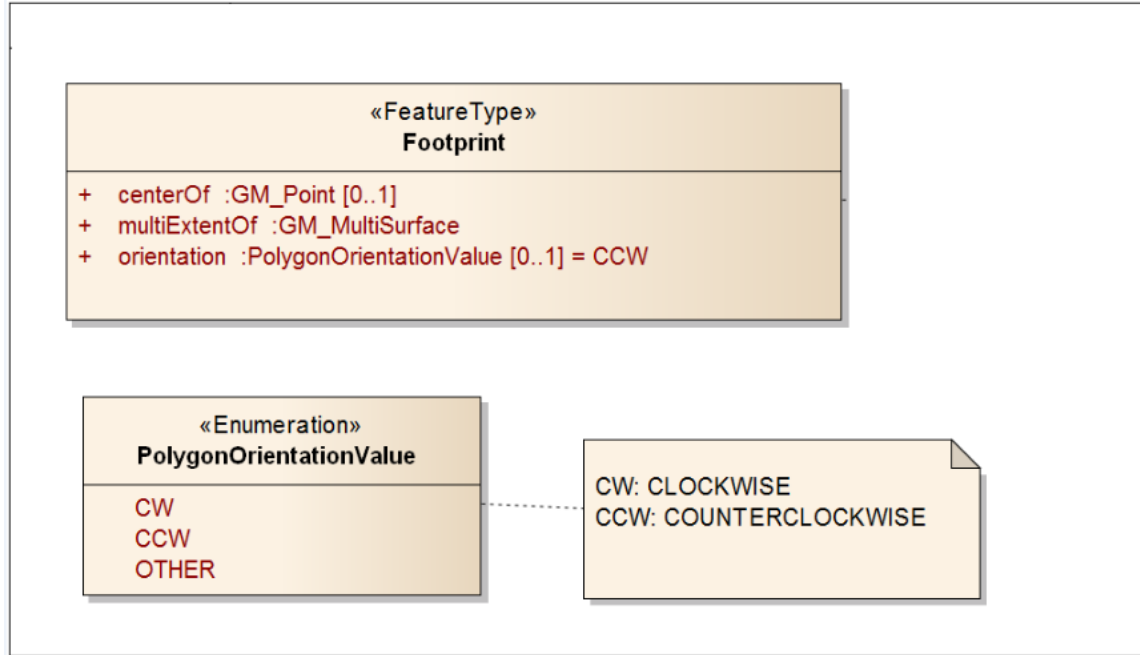 «FeatureType»
Footprint
+ centerOf :GM_Point [0..1]
+ multiExtentOf :GM_MultiSurface
+ orientation :PolygonOrientationValue [0..1] = CCW
«Enumeration»
PolygonOrientationValue
CW
CCW
OTHER
CW: CLOCKWISE
CCW: COUNTERCLOCKWISE